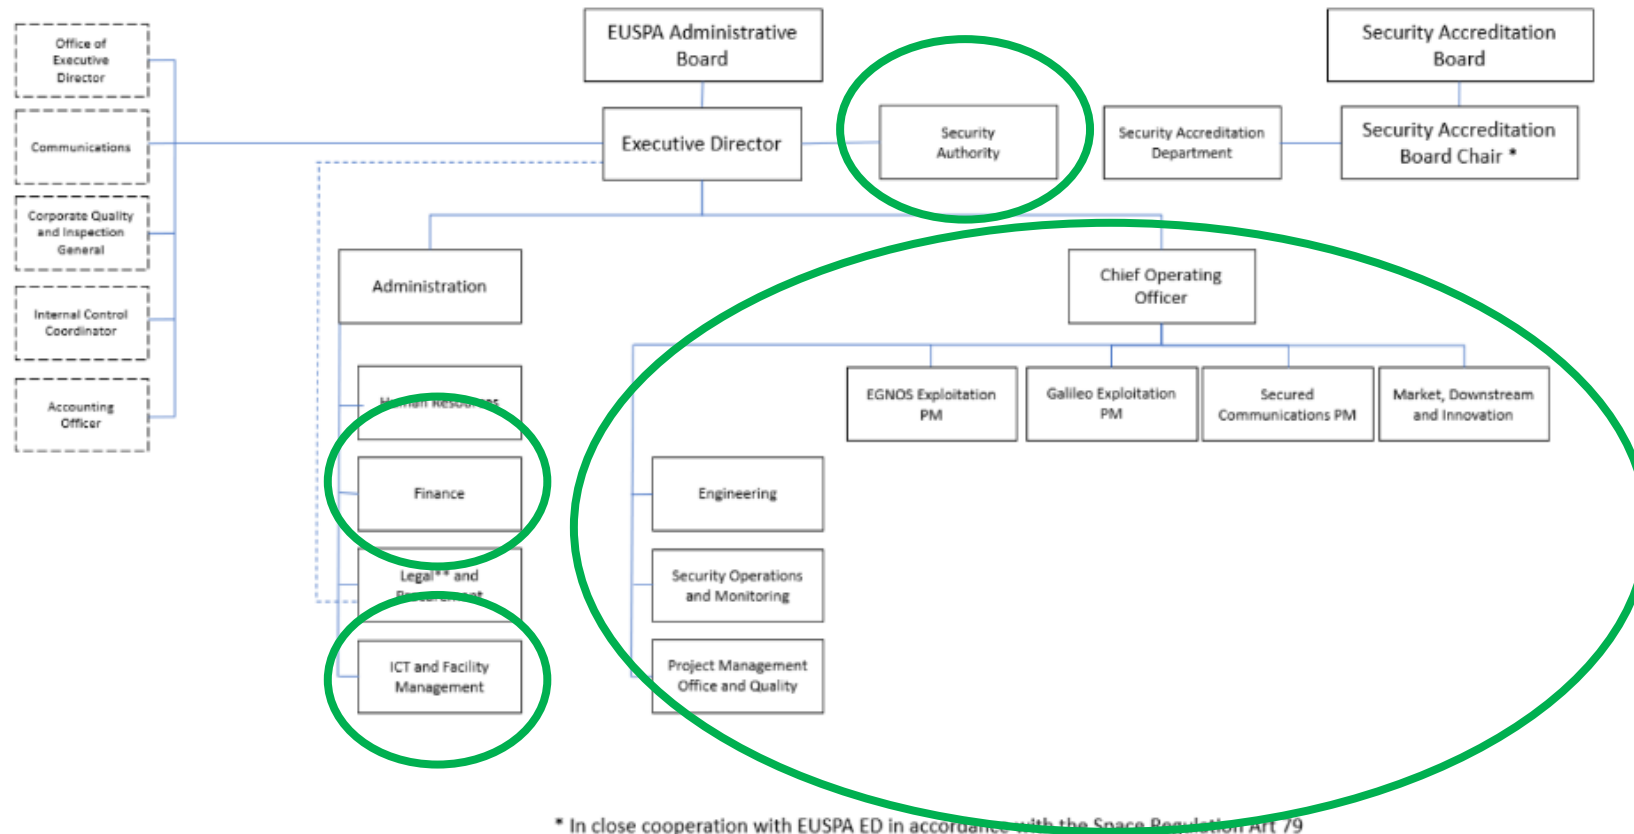 Office of
Executive
Director
Communications
Corporate Quality
and Inspection
General
Internal Control
Coordinator
Accounting
Officer
EUSPA Administrative
Board
Executive Director
Security
Authority
Security Accreditation
Department
Security Accreditation
Board
Security Accreditation
Board Chair *
Administration
Human Resources
Finance
Legal** and
Procurement
ICT and Facility
Management
Chief Operating
Officer
EGNOS Exploitation
PM
Galileo Exploitation
PM
Secured
Communications PM
Market, Downstream
and Innovation
Engineering
Security Operations
and Monitoring
Project Management
Office and Quality
* In close cooperation with EUSPA ED in accordance with the Space Regulation Art 79